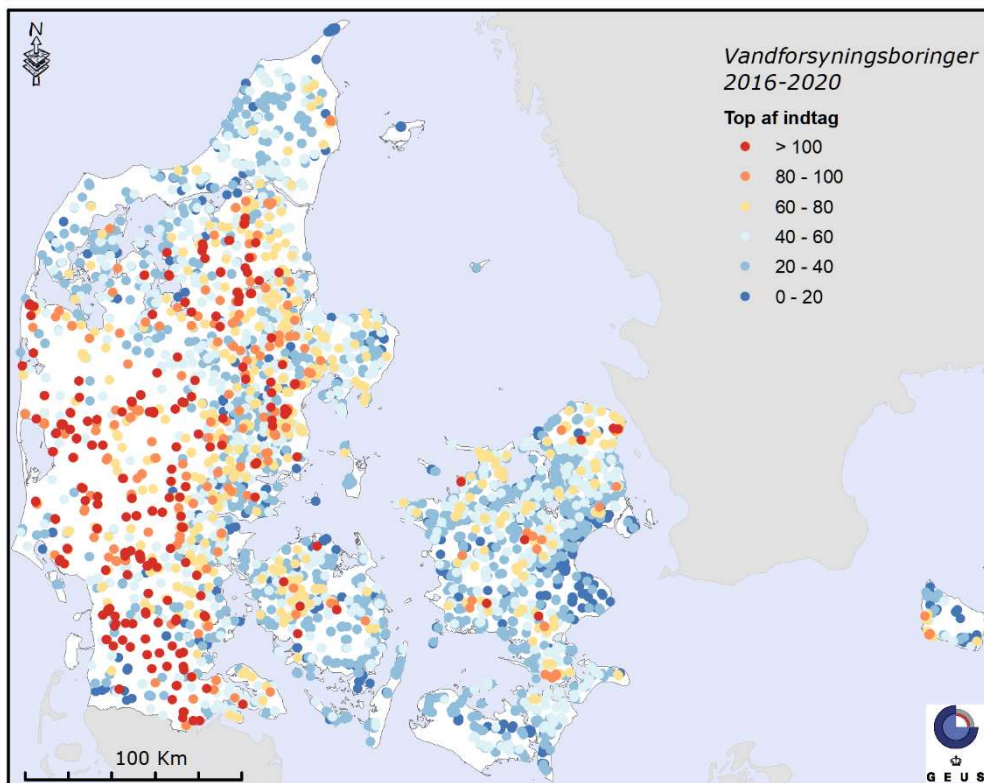 N
Vandforsyningsboringer
2016-2020
Top af indtag
> 100
80 - 100
60 - 80
40 - 60
20 - 40
0 - 20
100 Km
G E U S